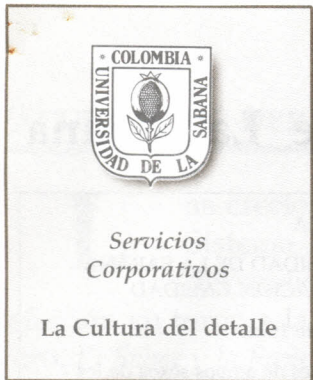 COLOMBIA
UNIVERSIDAD DE LA SABANA
Servicios
Corporativos
La Cultura del detalle